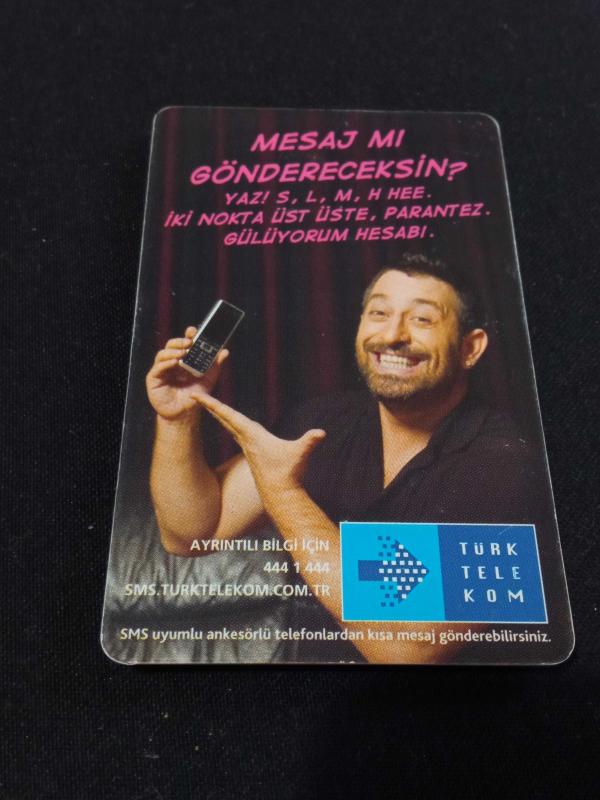 MESAJ MI
GÖNDERECEKSİN?
YAZ! S, L, M, H HEE.
İKİ NOKTA ÜST ÜSTE, PARANTEZ.
GÜLÜYORUM HESABI.
AYRINTILI BİLGİ İÇİN
444 1 444
SMS.TURKTELEKOM.COM.TR
TÜRK
TELE
KOM
SMS uyumlu ankesörlü telefonlardan kısa mesaj gönderebilirsiniz.